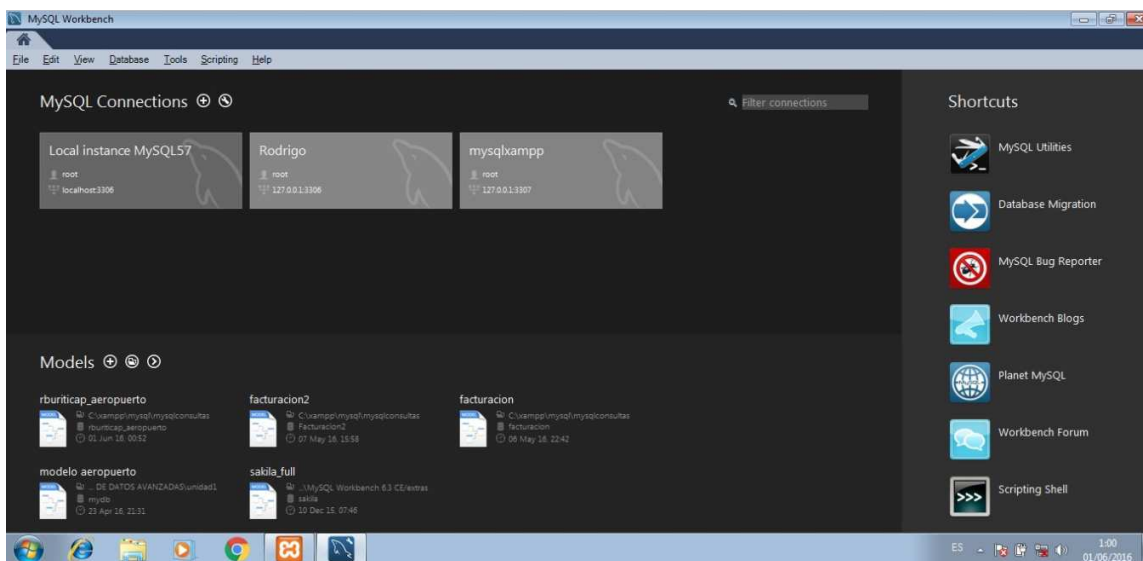 MySQL Workbench
File Edit View Database Tools Scripting Help
MySQL Connections
Filter connections
Local instance MySQL57
root
localhost:3306
Rodrigo
root
127.0.0.1:3306
mysqlxampp
root
127.0.0.1:3307
Models
rburiticap_aeropuerto
C:\xampp\mysql\mysqlconsultas
rburiticap_aeropuerto
01 Jun 16, 00:52
facturacion2
C:\xampp\mysql\mysqlconsultas
Facturacion2
07 May 16, 15:58
facturacion
C:\xampp\mysql\mysqlconsultas
facturacion
06 May 16, 22:42
modelo aeropuerto
... DE DATOS AVANZADAS\unidad1
mydb
23 Apr 16, 21:31
sakila_full
...\MySQL Workbench 6.3 CE/extras
sakila
10 Dec 15, 07:46
Shortcuts
MySQL Utilities
Database Migration
MySQL Bug Reporter
Workbench Blogs
Planet MySQL
Workbench Forum
Scripting Shell
ES
1:00
01/06/2016